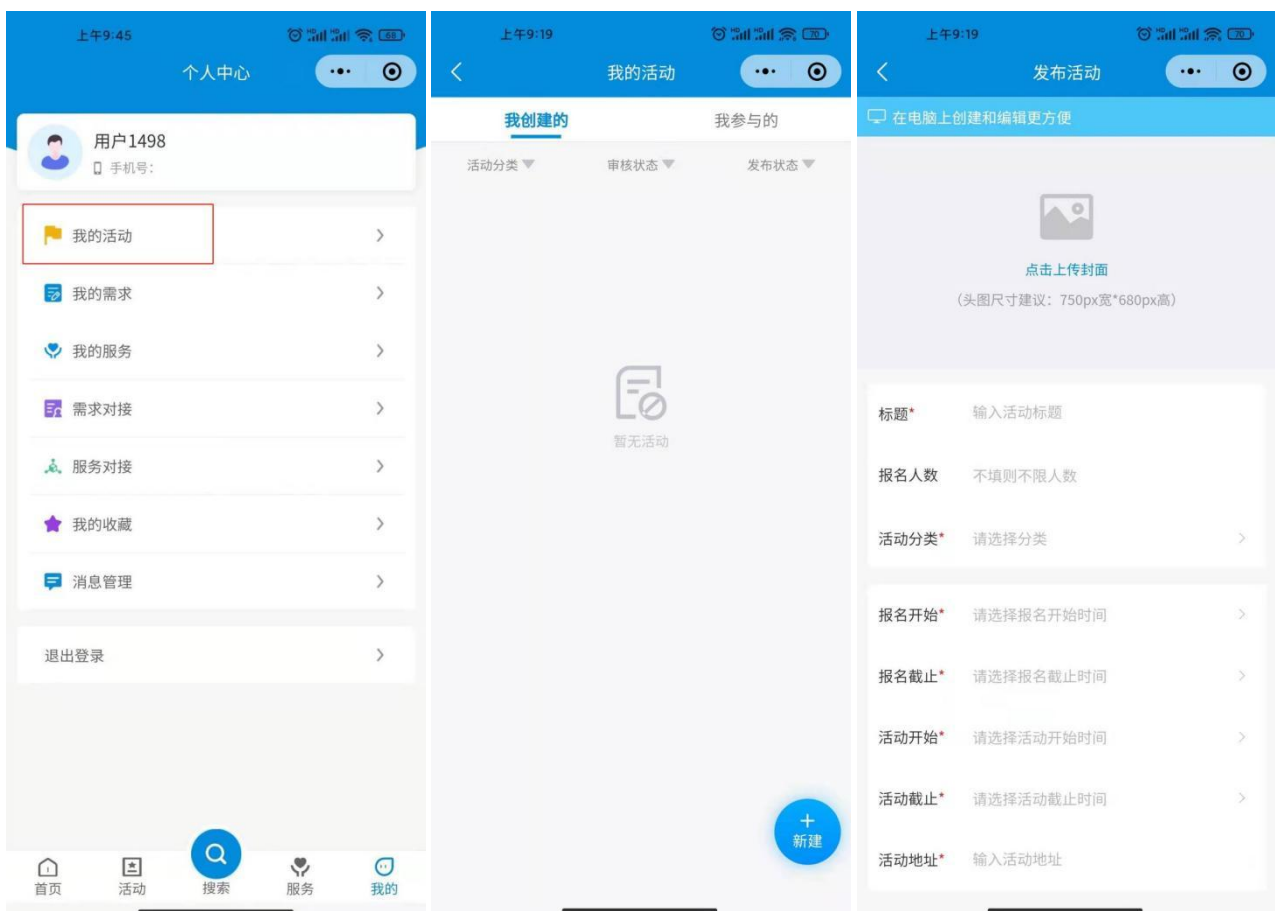 上午9:45
68
个人中心
用户1498
手机号:
我的活动
我的需求
我的服务
需求对接
服务对接
我的收藏
消息管理
退出登录
首页
活动
搜索
服务
我的
上午9:19
70
我的活动
我创建的
我参与的
活动分类
审核状态
发布状态
暂无活动
+
新建
上午9:19
70
发布活动
在电脑上创建和编辑更方便
点击上传封面
(头图尺寸建议：750px宽*680px高)
标题* 输入活动标题
报名人数 不填则不限人数
活动分类* 请选择分类
报名开始* 请选择报名开始时间
报名截止* 请选择报名截止时间
活动开始* 请选择活动开始时间
活动截止* 请选择活动截止时间
活动地址* 输入活动地址